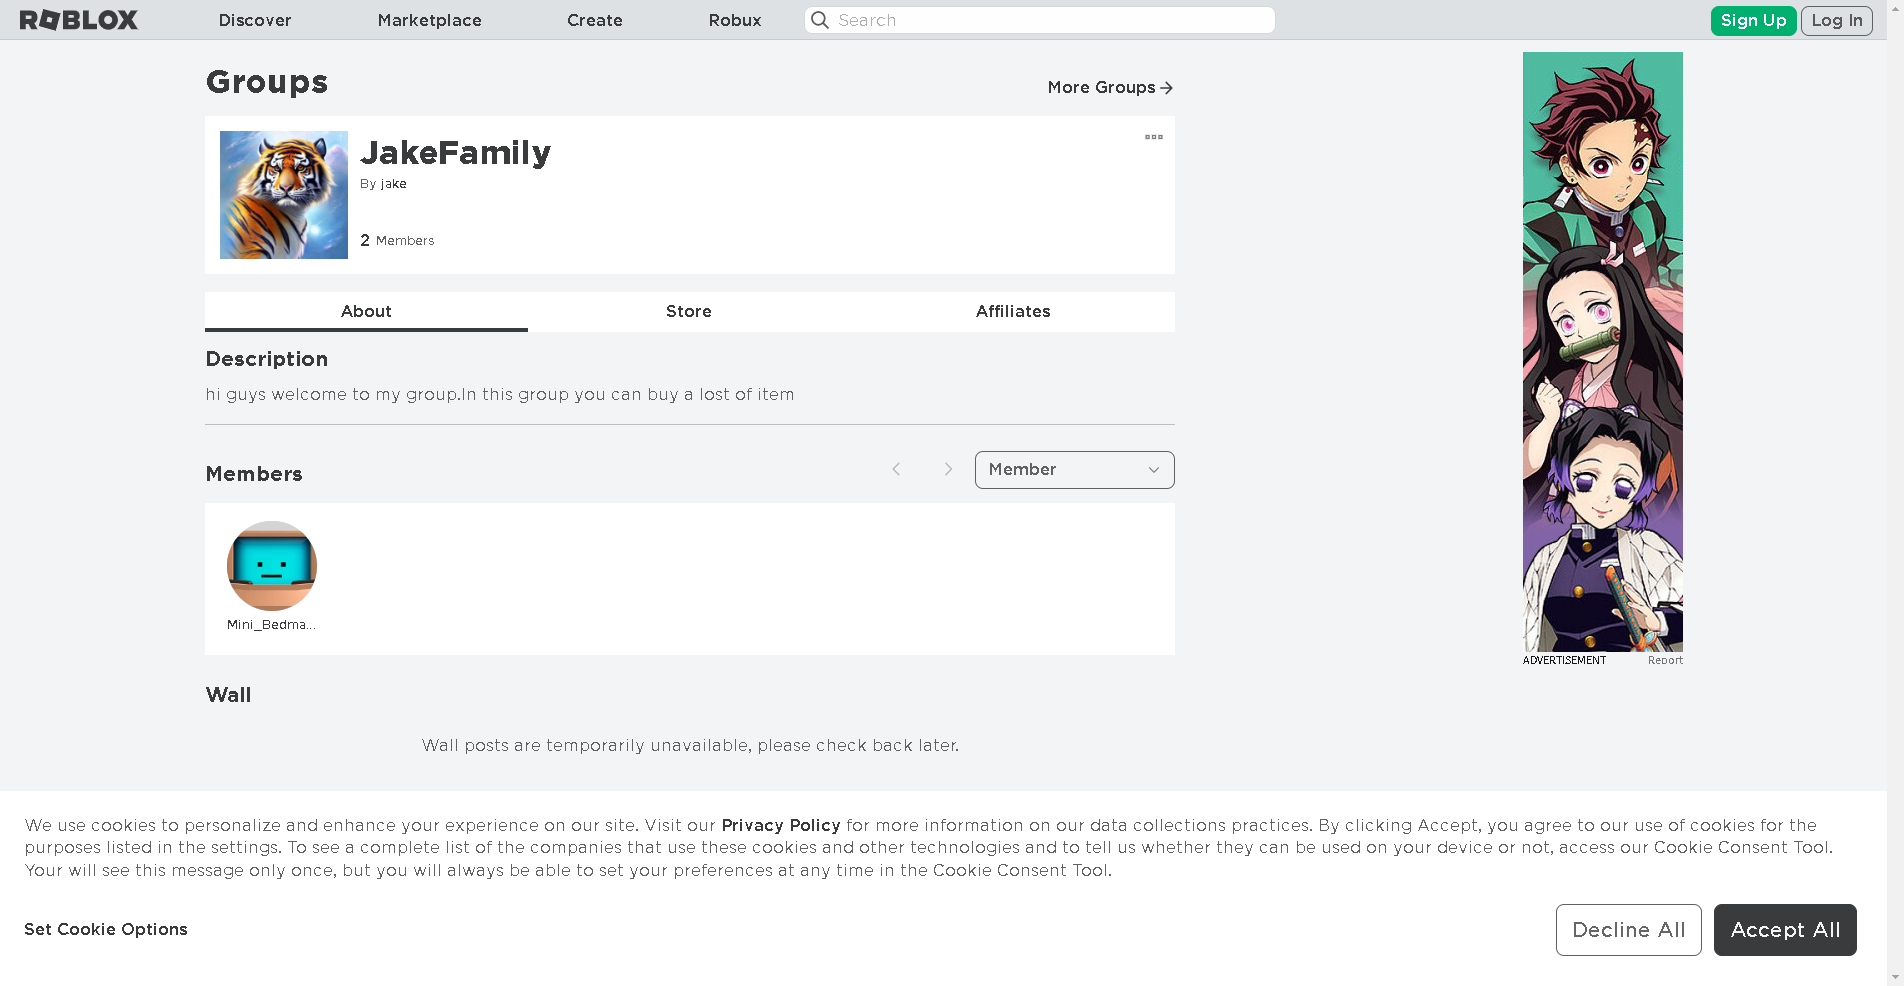 ROBLOX Discover Marketplace Create Robux Search Sign Up Log In
Groups
More Groups
JakeFamily
By jake
2 Members
About Store Affiliates
Description
hi guys welcome to my group.In this group you can buy a lost of item
Members
Member
Mini_Bedma...
ADVERTISEMENT Report
Wall
Wall posts are temporarily unavailable, please check back later.
We use cookies to personalize and enhance your experience on our site. Visit our Privacy Policy for more information on our data collections practices. By clicking Accept, you agree to our use of cookies for the
purposes listed in the settings. To see a complete list of the companies that use these cookies and other technologies and to tell us whether they can be used on your device or not, access our Cookie Consent Tool.
Your will see this message only once, but you will always be able to set your preferences at any time in the Cookie Consent Tool.
Set Cookie Options
Decline All
Accept All